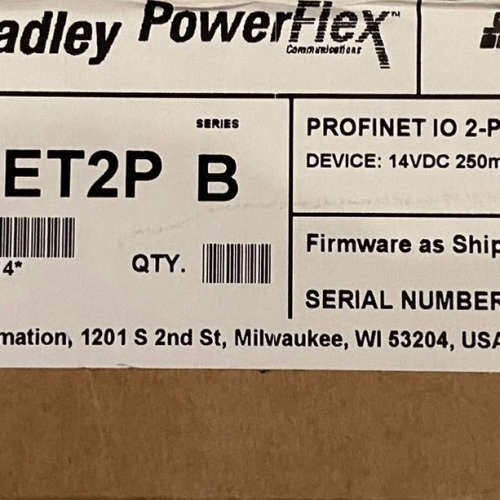 adley PowerFlex™
Communications
SERIES
ET2P B
PROFINET IO 2-P
DEVICE: 14VDC 250m
4*
QTY.
Firmware as Ship
SERIAL NUMBER
mation, 1201 S 2nd St, Milwaukee, WI 53204, USA